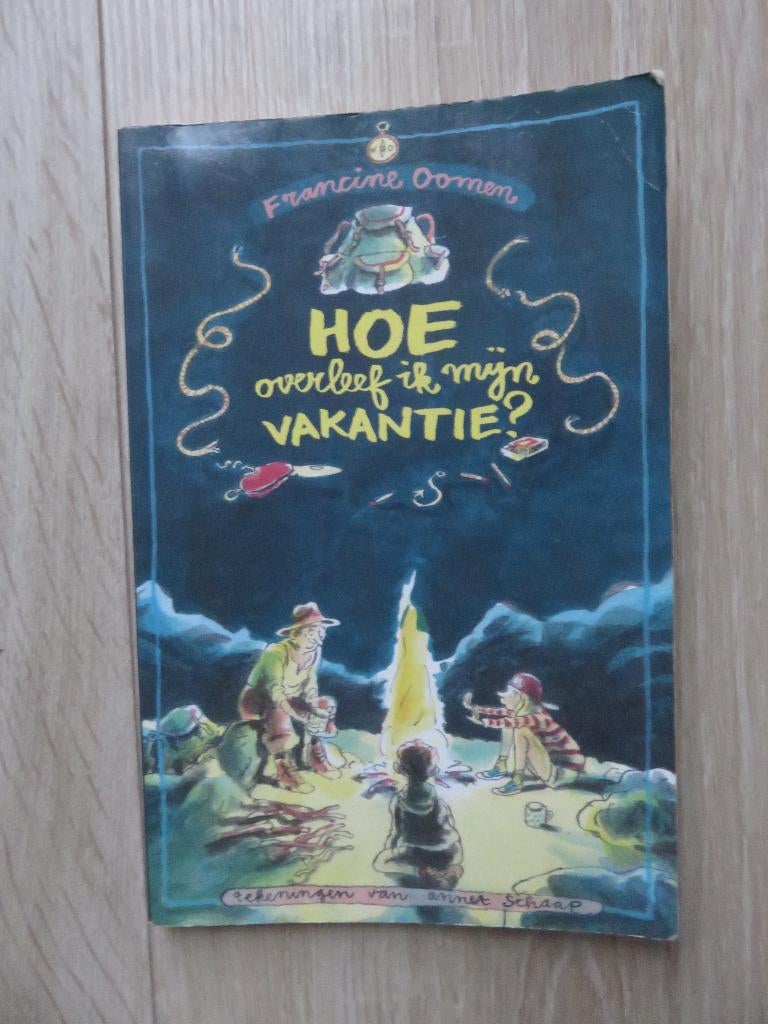 Francine Oomen
HOE
overleef ik mijn
VAKANTIE?
tekeningen van annet Schaap